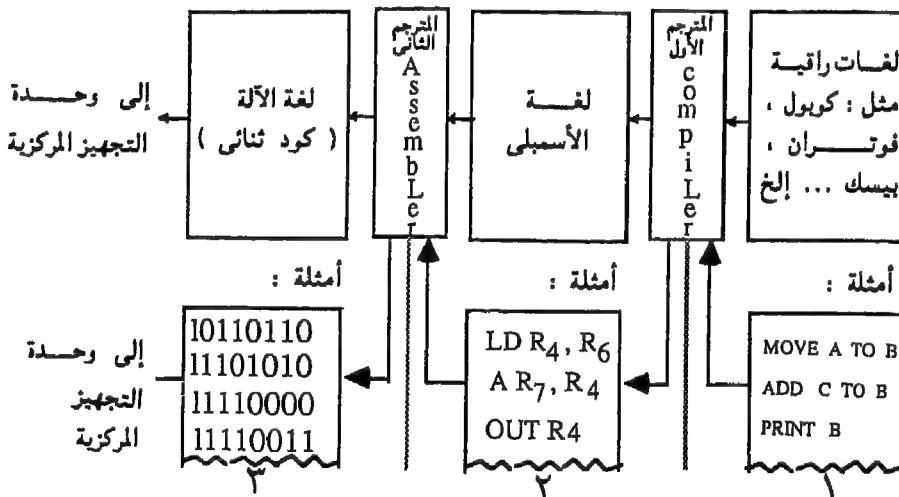 لغات راقية
مثل : كوبول ،
فوتران ،
بيسك ... إلخ
المترجم
الأول
compiLer
لغة
الأسمبلى
المترجم
الثانى
AssembLer
لغة الآلة
( كود ثنائى )
إلى وحدة
التجهيز المركزية
أمثلة :
MOVE A TO B
ADD C TO B
PRINT B
١
أمثلة :
LD R4, R6
A R7, R4
OUT R4
٢
أمثلة :
10110110
11101010
11110000
11110011
٣
إلى وحدة
التجهيز
المركزية